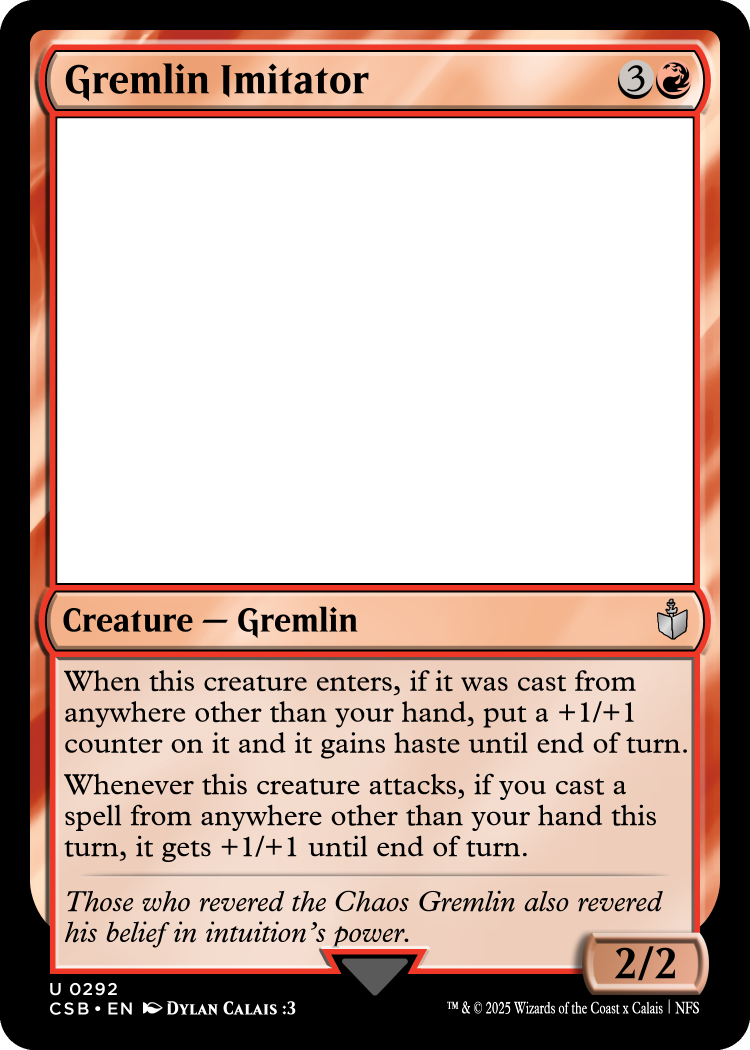 Gremlin Imitator 3
Creature — Gremlin
When this creature enters, if it was cast from
anywhere other than your hand, put a +1/+1
counter on it and it gains haste until end of turn.
Whenever this creature attacks, if you cast a
spell from anywhere other than your hand this
turn, it gets +1/+1 until end of turn.
Those who revered the Chaos Gremlin also revered
his belief in intuition's power.
2/2
U 0292
CSB • EN Dylan Calais :3
™ & © 2025 Wizards of the Coast x Calais | NFS